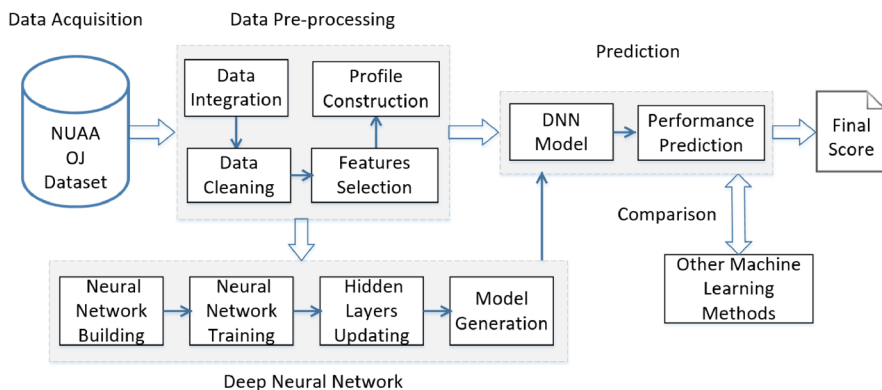 Data Acquisition
Data Pre-processing
Prediction
NUAA
OJ
Dataset
Data
Integration
Profile
Construction
Data
Cleaning
Features
Selection
DNN
Model
Performance
Prediction
Final
Score
Comparison
Other Machine
Learning
Methods
Neural
Network
Building
Neural
Network
Training
Hidden
Layers
Updating
Model
Generation
Deep Neural Network